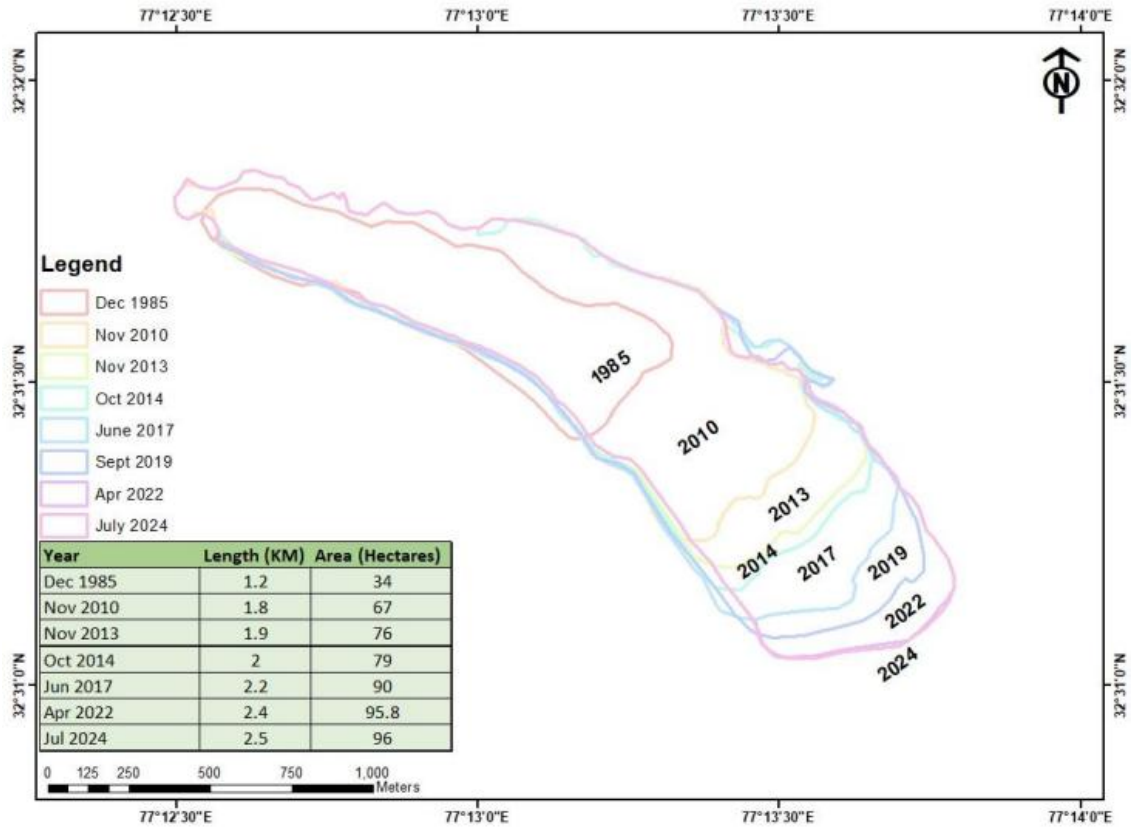 77°12'30"E 77°13'0"E 77°13'30"E 77°14'0"E
N
32°32'0"N 32°32'0"N
32°31'30"N 32°31'30"N
32°31'0"N 32°31'0"N
1985
2010
2013
2014
2017
2019
2022
2024
Legend
Dec 1985
Nov 2010
Nov 2013
Oct 2014
June 2017
Sept 2019
Apr 2022
July 2024
Year Length (KM) Area (Hectares)
Dec 1985 1.2 34
Nov 2010 1.8 67
Nov 2013 1.9 76
Oct 2014 2 79
Jun 2017 2.2 90
Apr 2022 2.4 95.8
Jul 2024 2.5 96
0 125 250 500 750 1,000
Meters
77°12'30"E 77°13'0"E 77°13'30"E 77°14'0"E